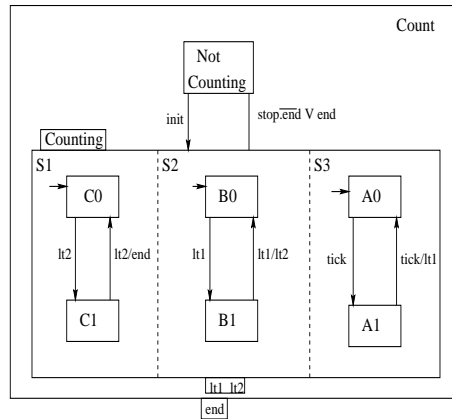 Count
Not
Counting
init
stop.e̅n̅d̅ V end
Counting
S1
S2
S3
C0
B0
A0
lt2
lt2/end
lt1
lt1/lt2
tick
tick/lt1
C1
B1
A1
lt1 lt2
end